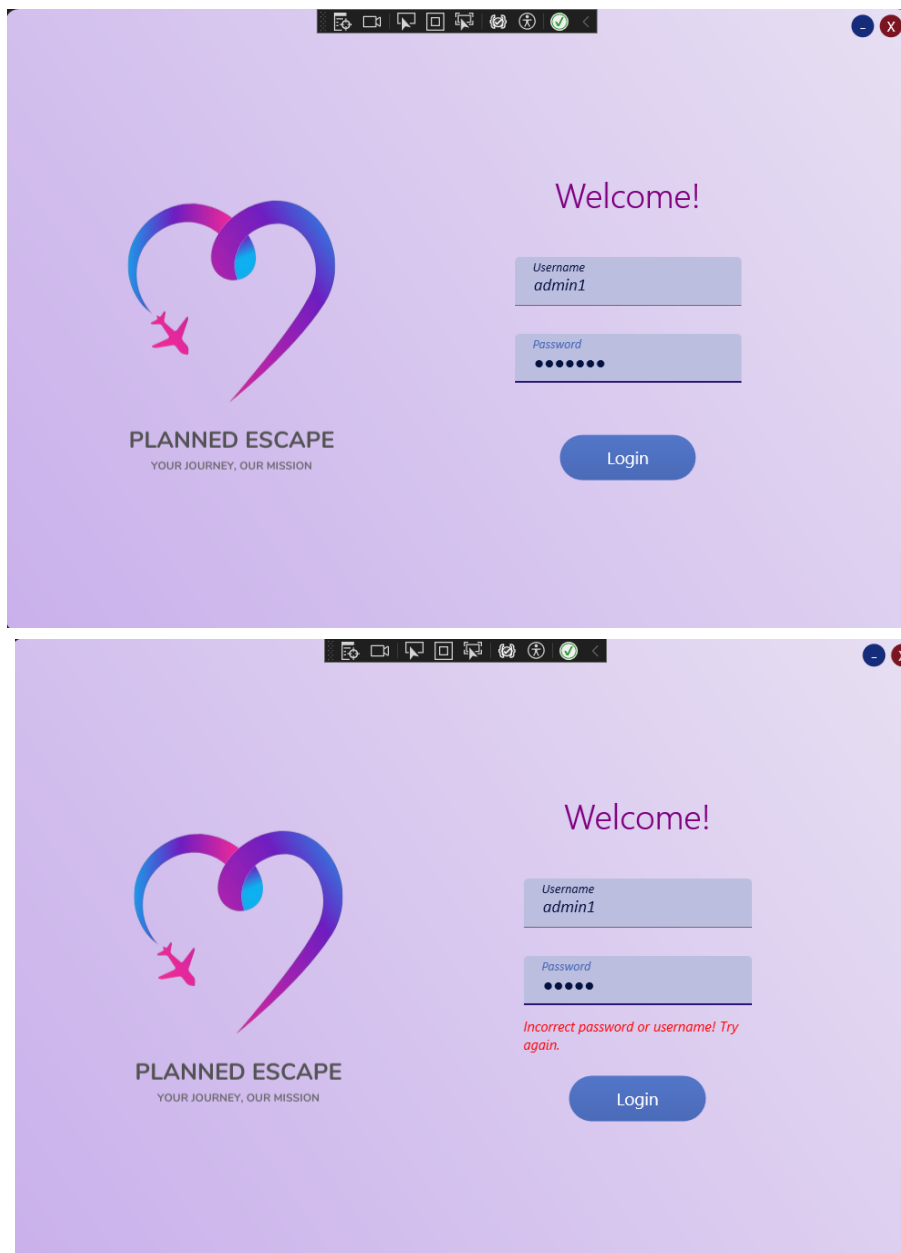 -
X
Welcome!
Username
admin1
Password
•••••••
PLANNED ESCAPE
YOUR JOURNEY, OUR MISSION
Login
-
Welcome!
Username
admin1
Password
•••••
Incorrect password or username! Try
again.
PLANNED ESCAPE
YOUR JOURNEY, OUR MISSION
Login